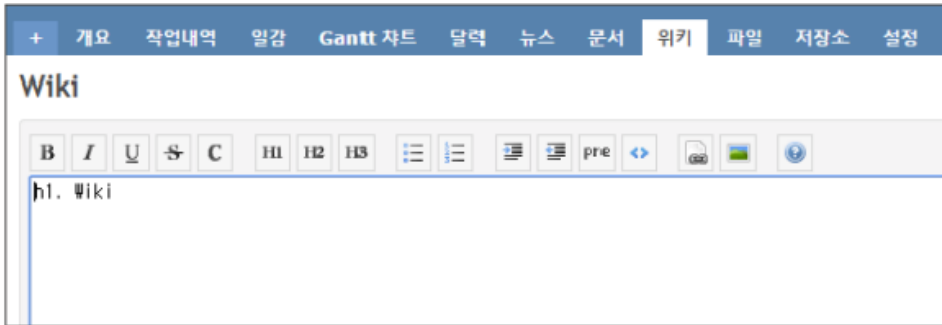 + 개요 작업내역 일감 Gantt 챠트 달력 뉴스 문서 위키 파일 저장소 설정
Wiki
B I U S C H1 H2 H3 pre <>
h1. Wiki